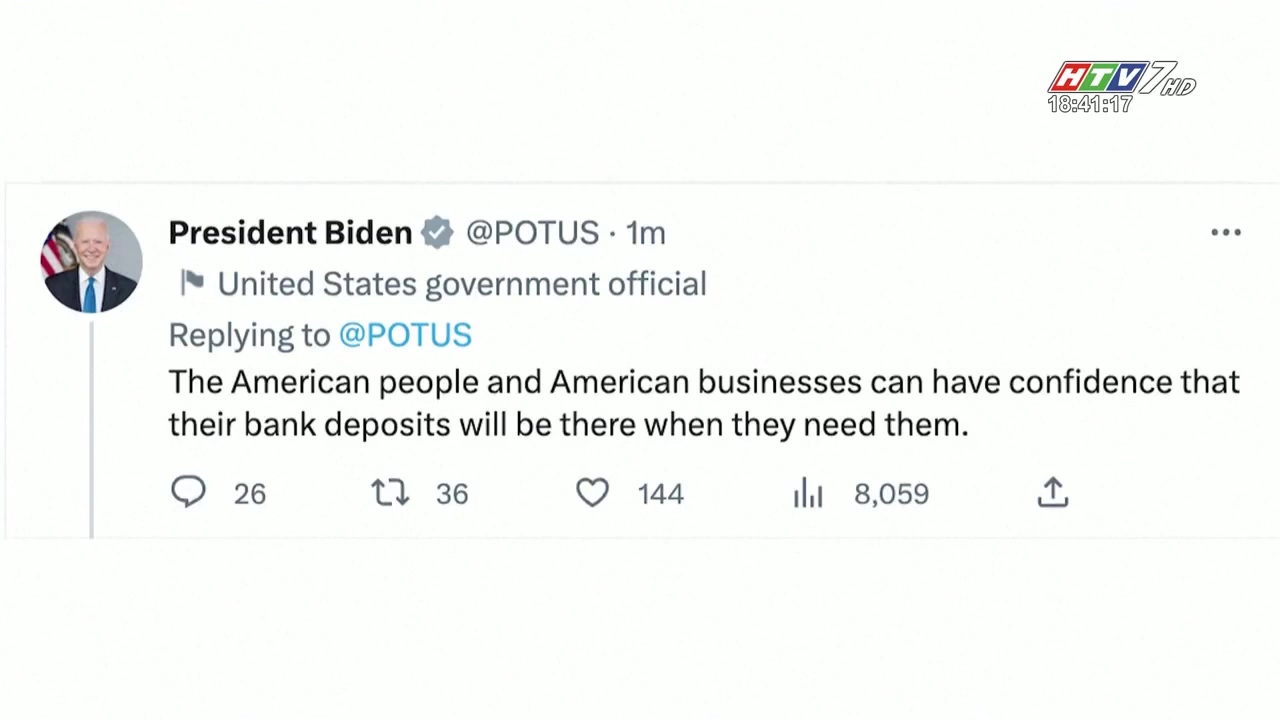 HTV7 HD
18:41:17
President Biden @POTUS · 1m
United States government official
Replying to @POTUS
The American people and American businesses can have confidence that
their bank deposits will be there when they need them.
26 36 144 8,059